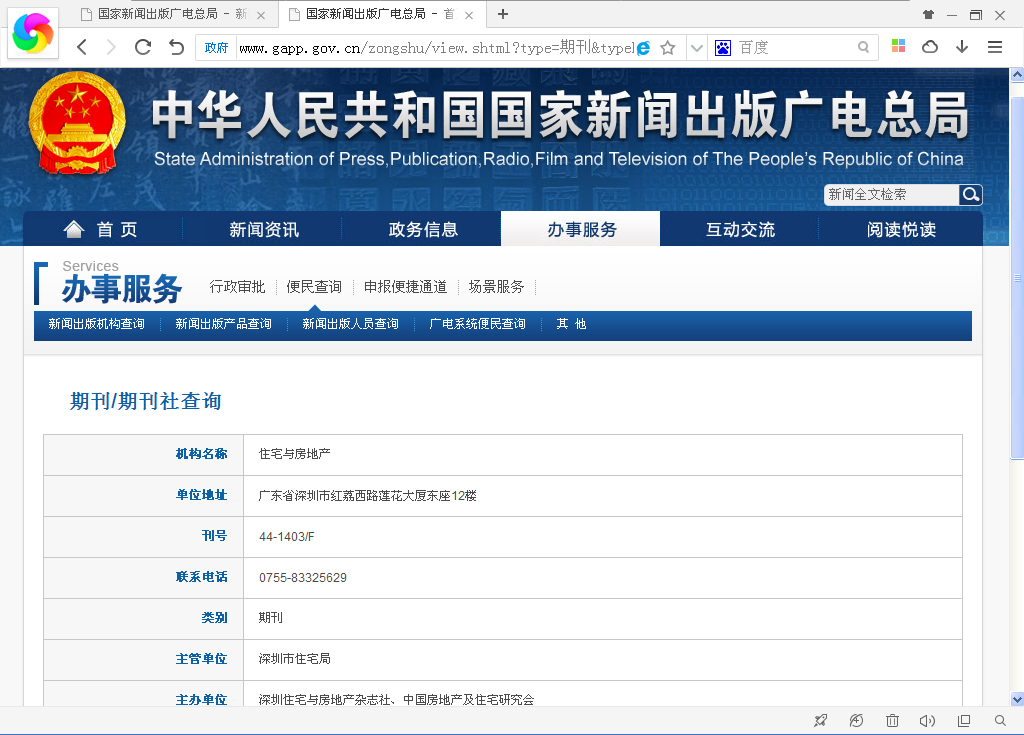 国家新闻出版广电总局 - 新
国家新闻出版广电总局 - 首
政府 www.gapp.gov.cn/zongshu/view.shtml?type=期刊&typeI 百度
中华人民共和国国家新闻出版广电总局
State Administration of Press,Publication,Radio,Film and Television of The People's Republic of China
新闻全文检索
首 页 新闻资讯 政务信息 办事服务 互动交流 阅读悦读
Services
办事服务 行政审批 便民查询 申报便捷通道 场景服务
新闻出版机构查询 新闻出版产品查询 新闻出版人员查询 广电系统便民查询 其 他
期刊/期刊社查询
机构名称 住宅与房地产
单位地址 广东省深圳市红荔西路莲花大厦东座12楼
刊号 44-1403/F
联系电话 0755-83325629
类别 期刊
主管单位 深圳市住宅局
主办单位 深圳住宅与房地产杂志社、中国房地产及住宅研究会